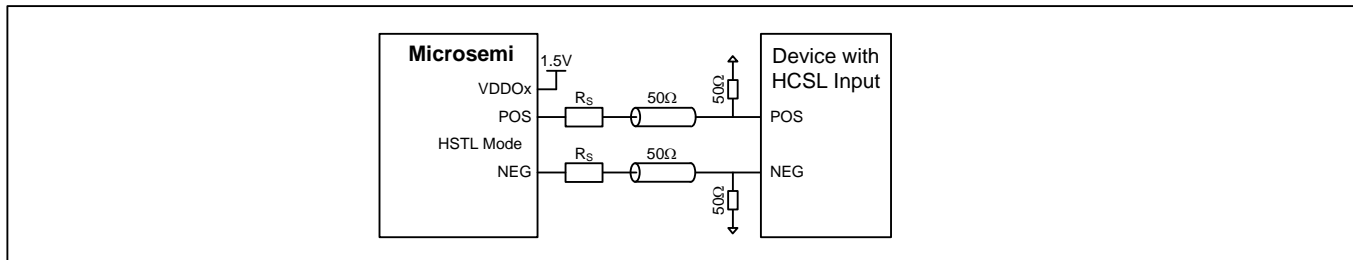 Microsemi
1.5V
VDDOx
POS
HSTL Mode
NEG
RS
50Ω
RS
50Ω
50Ω
50Ω
Device with
HCSL Input
POS
NEG